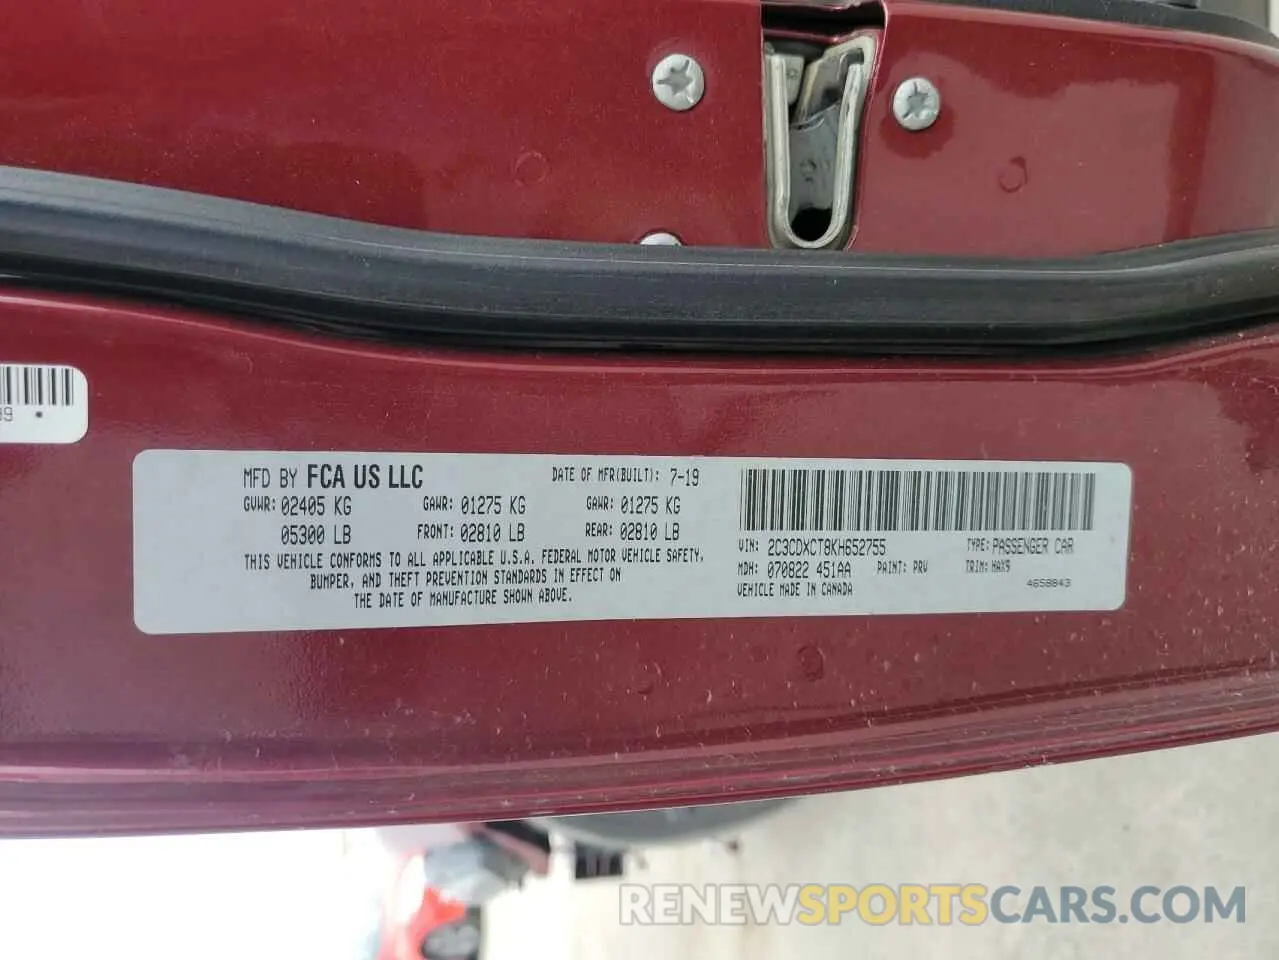 39 *
MFD BY FCA US LLC DATE OF MFR(BUILT): 7-19
GVWR: 02405 KG GAWR: 01275 KG GAWR: 01275 KG
05300 LB FRONT: 02810 LB REAR: 02810 LB
THIS VEHICLE CONFORMS TO ALL APPLICABLE U.S.A. FEDERAL MOTOR VEHICLE SAFETY,
BUMPER, AND THEFT PREVENTION STANDARDS IN EFFECT ON
THE DATE OF MANUFACTURE SHOWN ABOVE.
VIN: 2C3CDXCT8KH652755 TYPE: PASSENGER CAR
MDH: 070822 451AA PAINT: PRV TRIM: HAX9
VEHICLE MADE IN CANADA 4658843
RENEWSPORTSCARS.COM